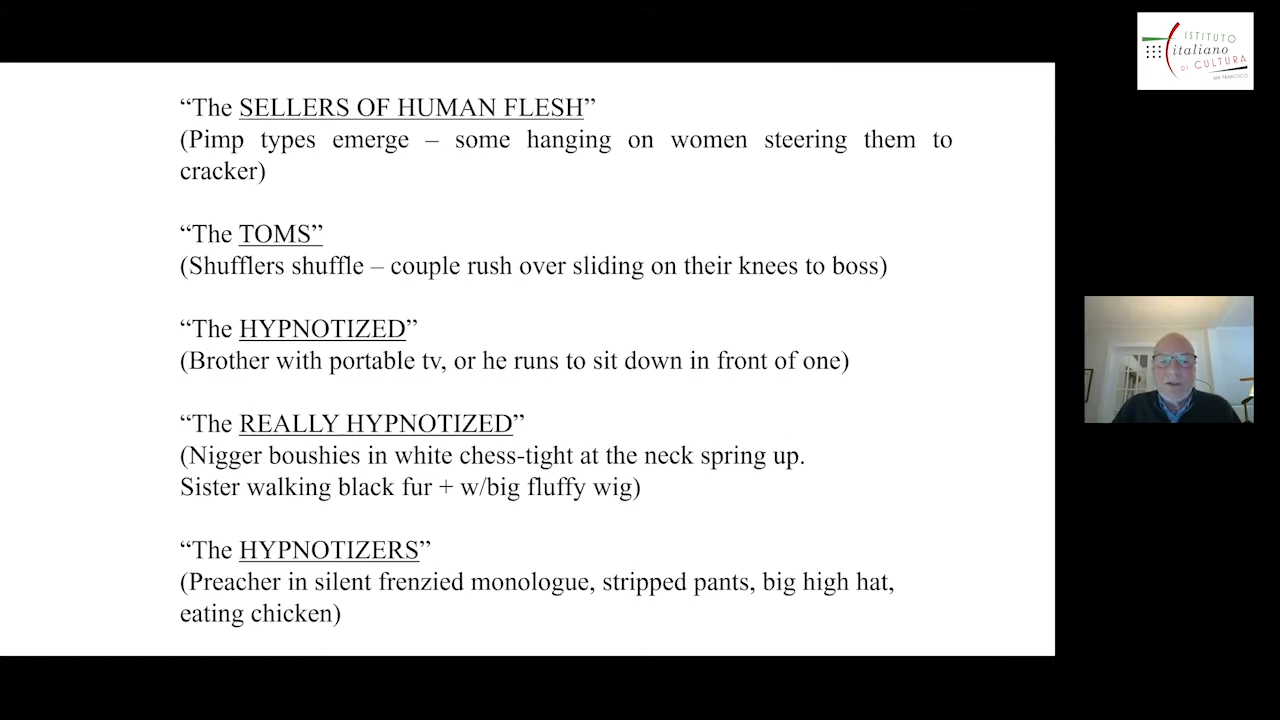 “The SELLERS OF HUMAN FLESH”
(Pimp types emerge – some hanging on women steering them to
cracker)
“The TOMS”
(Shufflers shuffle – couple rush over sliding on their knees to boss)
“The HYPNOTIZED”
(Brother with portable tv, or he runs to sit down in front of one)
“The REALLY HYPNOTIZED”
(Nigger boushies in white chess-tight at the neck spring up.
Sister walking black fur + w/big fluffy wig)
“The HYPNOTIZERS”
(Preacher in silent frenzied monologue, stripped pants, big high hat,
eating chicken)
ISTITUTO
italiano
DI CULTURA
SAN FRANCISCO